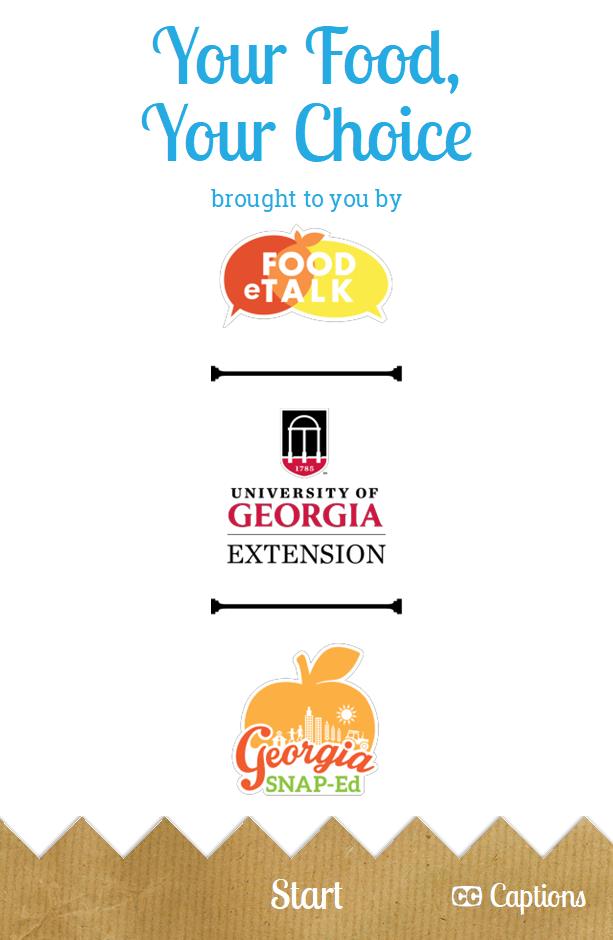 Your Food,
Your Choice
brought to you by
FOOD
eTALK
1785
UNIVERSITY OF
GEORGIA
EXTENSION
Georgia
SNAP-Ed
Start
CC Captions